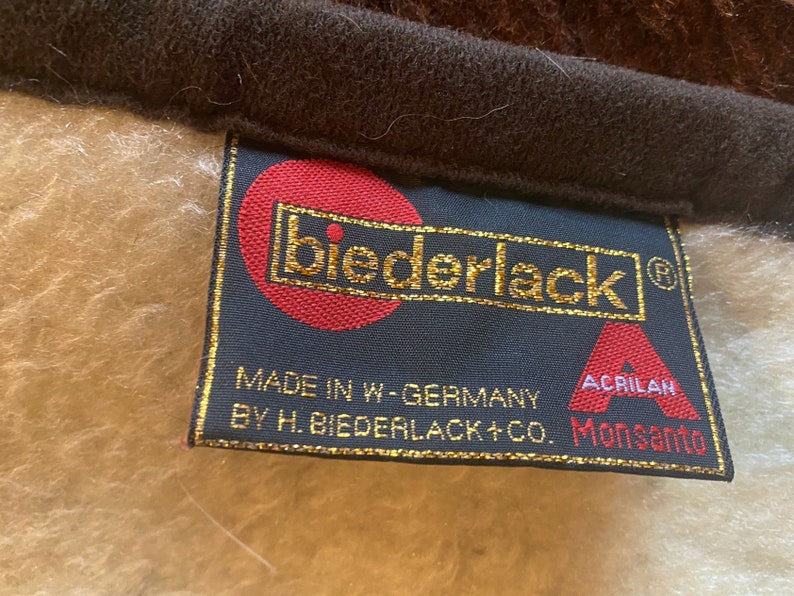 biederlack ®
MADE IN W-GERMANY
BY H. BIEDERLACK+CO.
A
ACRILAN
Monsanto